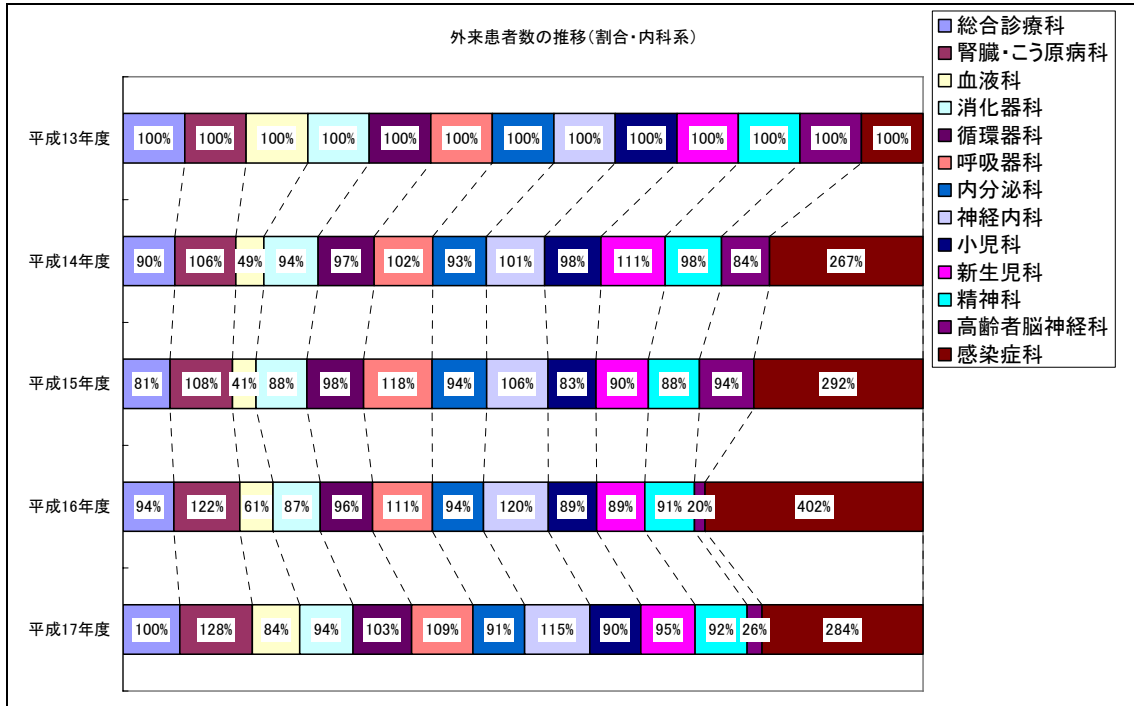 外来患者数の推移(割合・内科系)
総合診療科
腎臓・こう原病科
血液科
消化器科
循環器科
呼吸器科
内分泌科
神経内科
小児科
新生児科
精神科
高齢者脳神経科
感染症科
平成13年度 100% 100% 100% 100% 100% 100% 100% 100% 100% 100% 100% 100% 100%
平成14年度 90% 106% 49% 94% 97% 102% 93% 101% 98% 111% 98% 84% 267%
平成15年度 81% 108% 41% 88% 98% 118% 94% 106% 83% 90% 88% 94% 292%
平成16年度 94% 122% 61% 87% 96% 111% 94% 120% 89% 89% 91% 20% 402%
平成17年度 100% 128% 84% 94% 103% 109% 91% 115% 90% 95% 92% 26% 284%